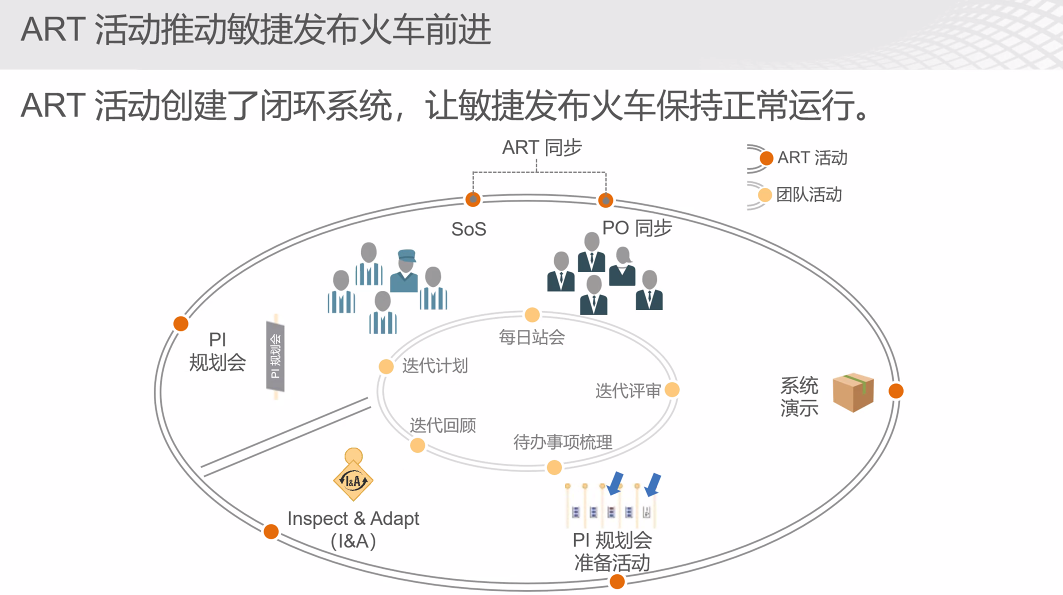 ART 活动推动敏捷发布火车前进
ART 活动创建了闭环系统，让敏捷发布火车保持正常运行。
ART 同步
ART 活动
团队活动
SoS
PO 同步
PI
规划会
PI 规划会
每日站会
迭代计划
迭代评审
系统
演示
迭代回顾
待办事项梳理
I&A
Inspect & Adapt
（I&A）
PI 规划会
准备活动